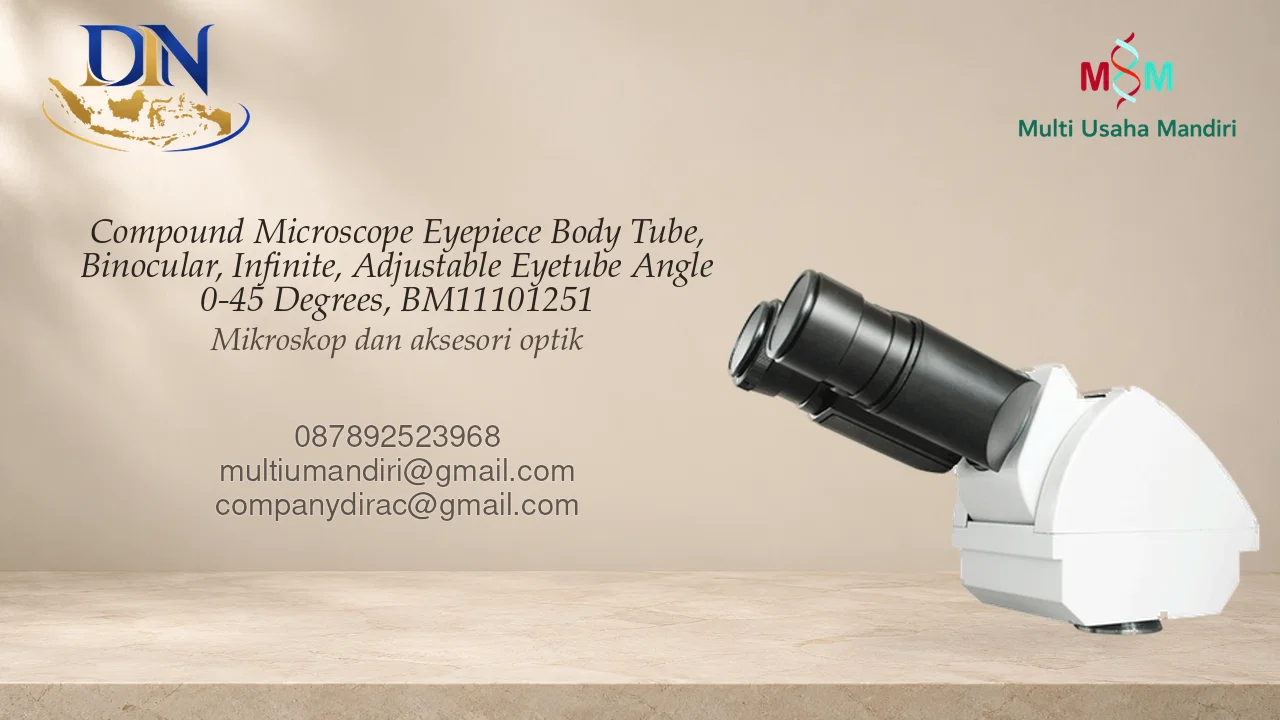 DIN
MSM
Multi Usaha Mandiri
Compound Microscope Eyepiece Body Tube,
Binocular, Infinite, Adjustable Eyetube Angle
0-45 Degrees, BM11101251
Mikroskop dan aksesori optik
087892523968
multiumandiri@gmail.com
companydirac@gmail.com